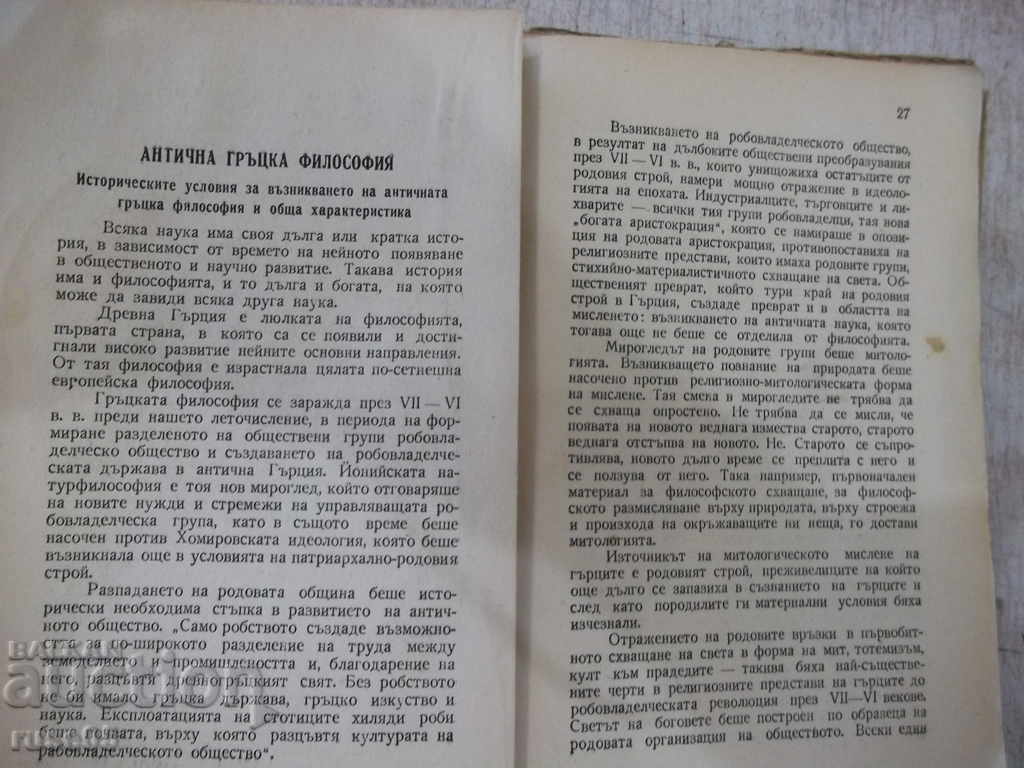 АНТИЧНА ГРЪЦКА ФИЛОСОФИЯ
Историческите условия за възникването на античната
гръцка философия и обща характеристика
Всяка наука има своя дълга или кратка исто-
рия, в зависимост от времето на нейното появяване
в общественото и научно развитие. Такава история
има и философията, и то дълга и богата, на която
може да завиди всяка друга наука.
Древна Гърция е люлката на философията,
първата страна, в която са се появили и достиг-
нали високо развитие нейните основни направления.
От тая философия е израстнала цялата по-сетнешна
европейска философия.
Гръцката философия се заражда през VII — VI
в. в. преди нашето леточисление, в периода на фор-
миране разделеното на обществени групи робовла-
делческо общество и създаването на робовладелче-
ската държава в антична Гърция. Йонийската на-
турфилософия е тоя нов мироглед, който отговаряше
на новите нужди и стремежи на управляващата ро-
бовладелческа група, като в същото време беше
насочен против Хомировската идеология, която беше
възникнала още в условията на патриархално-родовия
строй.
Разпадането на родовата община беше исто-
рически необходима стъпка в развитието на антич-
ното общество. „Само робството създаде възможнос-
тта за по-широкото разделение на труда между
земеделието и промишлеността и, благодарение на
него, разцъвти древногръцкият свят. Без робството
не би имало гръцка държава, гръцко изкуство и
наука. Експлоатацията на стотиците хиляди роби
беше почвата, върху която разцъвтя културата на
рабовладелческото общество“.
27
Възникването на робовладелческото общество,
в резултат на дълбоките обществени преобразувания
през VII — VI в. в., които унищожиха остатъците от
родовия строй, намери мощно отражение в идеоло-
гията на епохата. Индустриалците, търговците и ли-
хварите — всички тия групи робовладелци, тая нова
„богата аристокрация“, която се намираше в опози-
ция на родовата аристокрация, противопоставиха на
религиозните представи, които имаха родовите групи,
стихийно-материалистичното схващане на света. Об-
щественият преврат, който тури край на родовия
строй в Гърция, създаде преврат и в областта на
мисленето: възникването на античната наука, която
тогава още не беше се отделила от философията.
Мирогледът на родовите групи беше митоло-
гията. Възникващето познание на природата беше
насочено против религиозно-митологическата форма
на мислене. Тая смена в мирогледите не трябва да
се схваща опростено. Не трябва да се мисли, че
появата на новото веднага измества старото, старото
веднага отстъпва на новото. Не. Старото се съпро-
тивлява, новото дълго време се преплита с него и
се ползува от него. Така например, първоначален
материал за философското схващане, за философ-
ското размисляване върху природата, върху строежа
и произхода на окръжаващите ни неща, го достави
митологията.
Източникът на митологическото мислене на
гърците е родовият строй, преживелиците на който
още дълго се запазиха в съзнанието на гърците и
след като породилите ги материални условия бяха
изчезнали.
Отражението на родовите връзки в първобит-
ното схващане на света в форма на мит, тотемизъм,
култ към прадедите — такива бяха най-съществе-
ните черти в религиозните представи на гърците до
робовладелческата революция през VII—VI векове.
Светът на боговете беше построен по образеца на
родовата организация на обществото. Всеки един